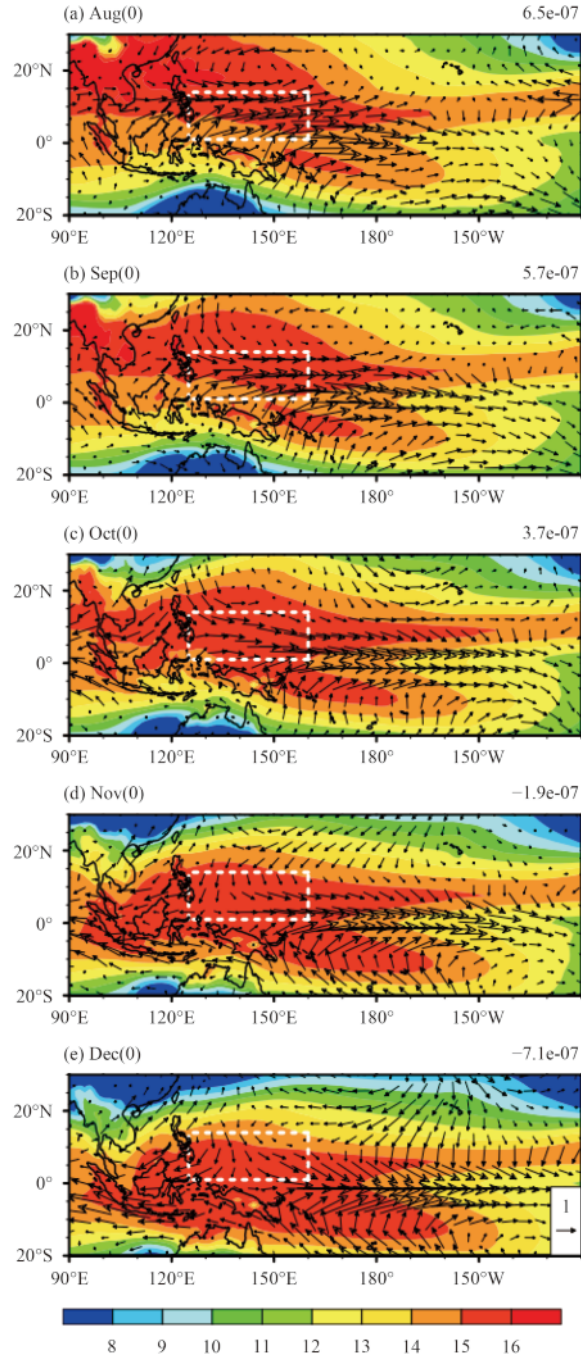 (a) Aug(0) 6.5e-07
20°N
0°
20°S
90°E 120°E 150°E 180° 150°W
(b) Sep(0) 5.7e-07
20°N
0°
20°S
90°E 120°E 150°E 180° 150°W
(c) Oct(0) 3.7e-07
20°N
0°
20°S
90°E 120°E 150°E 180° 150°W
(d) Nov(0) −1.9e-07
20°N
0°
20°S
90°E 120°E 150°E 180° 150°W
(e) Dec(0) −7.1e-07
20°N
0°
1
20°S
90°E 120°E 150°E 180° 150°W
8 9 10 11 12 13 14 15 16